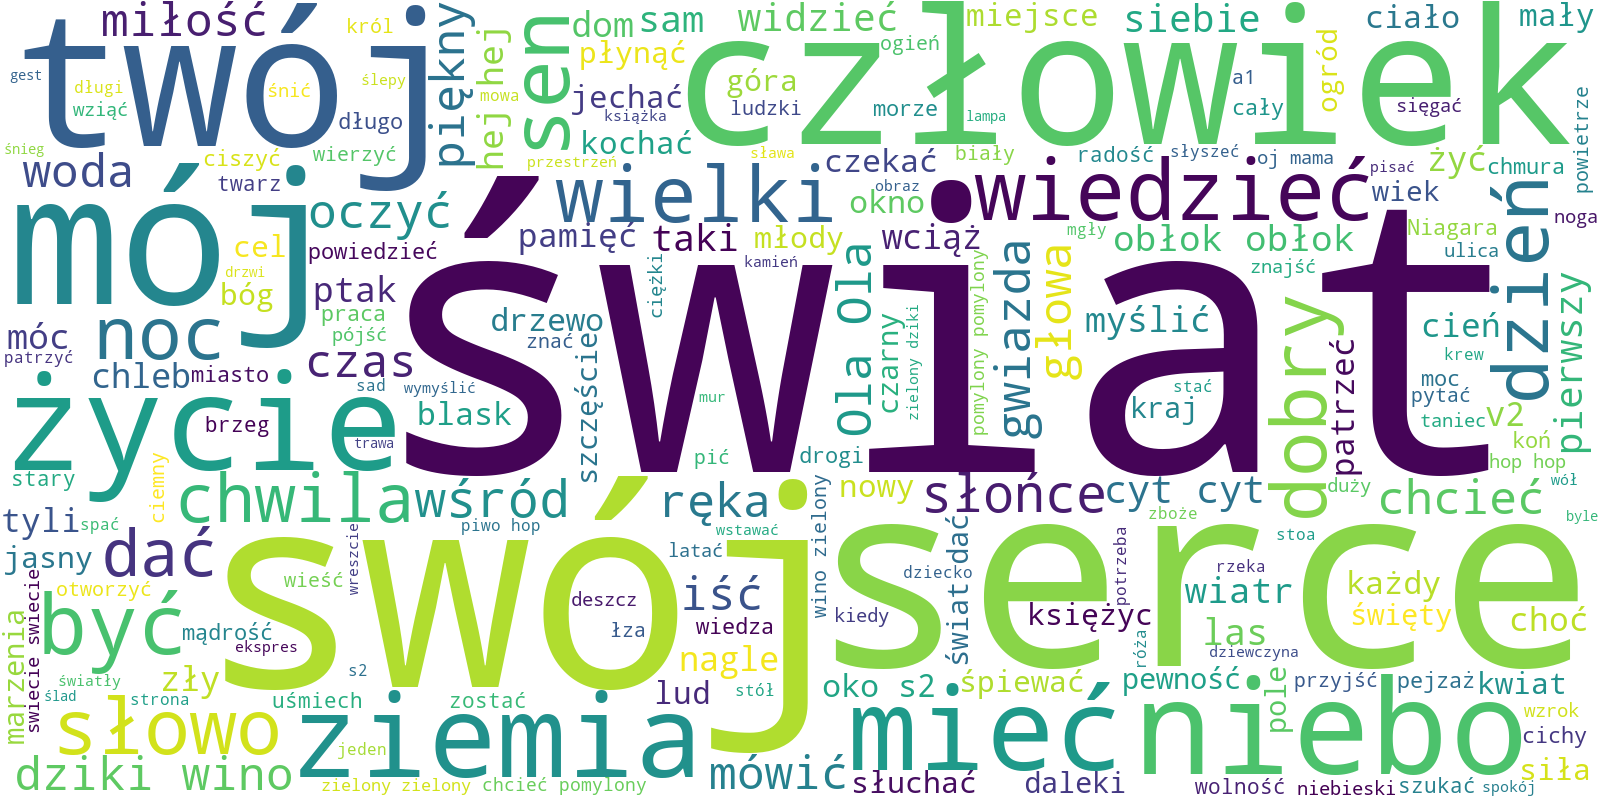 miłość
król
hej hej
sen
dom
sam
widzieć
miejsce
siebie
ciało
mały
twój
piękny
człowiek
gest
długi
śnić
ślepy
wziąć
mowa
płynąć
ogień
góra
a1
ogród
jechać
ludzki
morze
cały
sięgać
powietrze
długo
książka
lampa
śnieg
kochać
woda
ciszyć
wierzyć
przestrzeń
sława
czekać
biały
radość
słyszeć
oj mama
pisać
żyć
chmura
twarz
wielki
obraz
wiedzieć
wiek
mój
oczyć
okno
noga
cel
powiedzieć
pamięć
taki
młody
wciąż
mgły
obłok obłok
Niagara
ulica
dzień
drzwi
bóg
ptak
ciężki
kamień
świat
ola ola
pomylony pomylony
gwiazda
głowa
znajść
pierwszy
praca
pójść
drzewo
znać
szczęście
czarny
zielony dziki
myślić
dobry
cień
móc
patrzyć
noc
czas
patrzeć
krew
chleb
miasto
sad
wymyślić
mur
stać
kraj
moc
pytać
życie
brzeg
blask
taniec
v2
koń
trawa
pić
drogi
hop hop
stary
ciemny
chwila
wśród
ręka
nowy
słońce
cyt cyt
duży
chcieć
wół
tyli
spać
piwo hop
wstawać
wino zielony
zboże
byle
jasny
dać
wreszcie
swój
latać
serce
świat dać
dziecko
potrzeba
stoa
rzeka
otworzyć
wieść
deszcz
wiatr
każdy
marzenia
świecie świecie
być
mądrość
łza
iść
wiedza
kiedy
księżyc
las
święty
choć
ekspres
róża
dziewczyna
światły
zły
s2
nagle
stół
oko s2
śpiewać
pewność
pole
przyjść
pejzaż
kwiat
ślad
strona
uśmiech
zostać
lud
słowo
ziemia
mieć
niebo
wzrok
cichy
jeden
dziki wino
zielony zielony
chcieć pomylony
mówić
słuchać
daleki
wolność
niebieski
szukać
spokój
siła